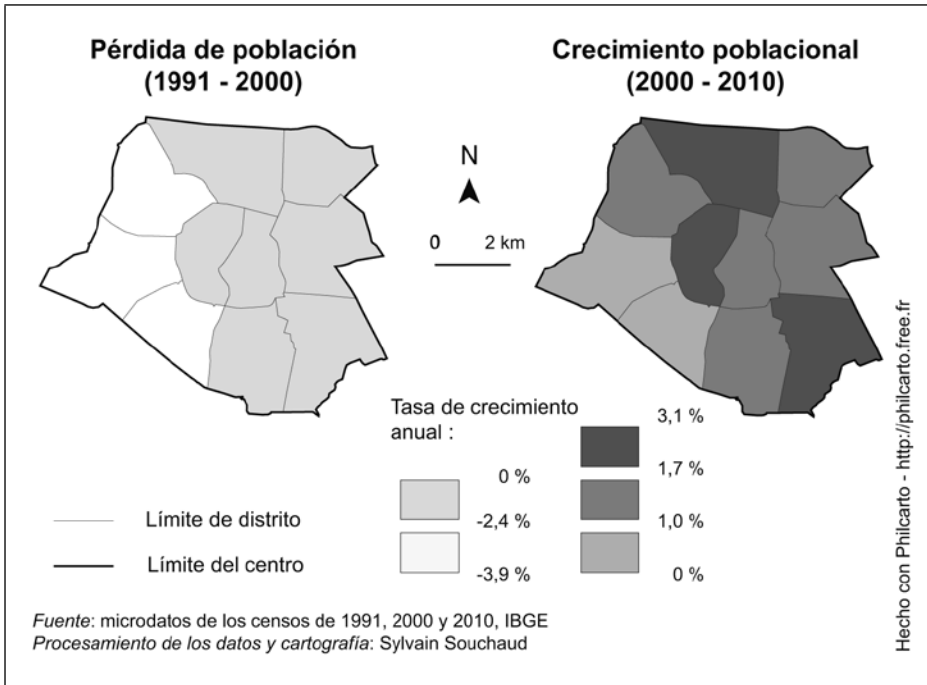 Pérdida de población
(1991 - 2000)
Crecimiento poblacional
(2000 - 2010)
N
0 2 km
Tasa de crecimiento
anual :
0 %
-2,4 %
-3,9 %
3,1 %
1,7 %
1,0 %
0 %
Límite de distrito
Límite del centro
Fuente: microdatos de los censos de 1991, 2000 y 2010, IBGE
Procesamiento de los datos y cartografía: Sylvain Souchaud
Hecho con Philcarto - http://philcarto.free.fr